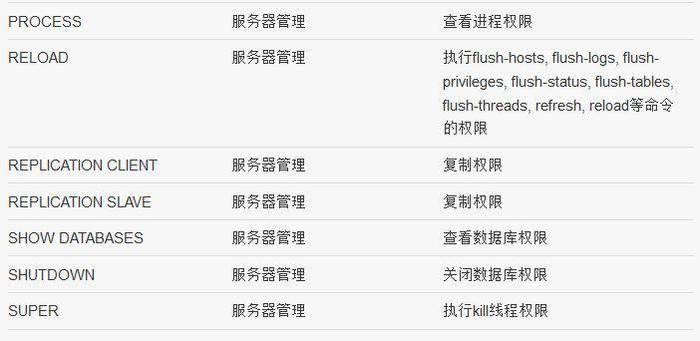 PROCESS 服务器管理 查看进程权限
RELOAD 服务器管理 执行flush-hosts, flush-logs, flush-
privileges, flush-status, flush-tables,
flush-threads, refresh, reload等命令
的权限
REPLICATION CLIENT 服务器管理 复制权限
REPLICATION SLAVE 服务器管理 复制权限
SHOW DATABASES 服务器管理 查看数据库权限
SHUTDOWN 服务器管理 关闭数据库权限
SUPER 服务器管理 执行kill线程权限